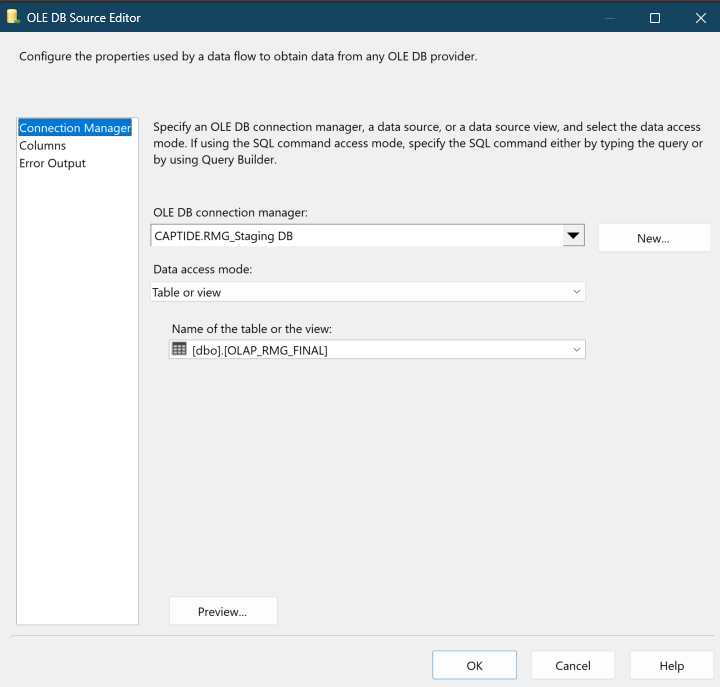 OLE DB Source Editor
Configure the properties used by a data flow to obtain data from any OLE DB provider.
Connection Manager
Columns
Error Output
Specify an OLE DB connection manager, a data source, or a data source view, and select the data access
mode. If using the SQL command access mode, specify the SQL command either by typing the query or
by using Query Builder.
OLE DB connection manager:
CAPTIDE.RMG_Staging DB
New...
Data access mode:
Table or view
Name of the table or the view:
[dbo].[OLAP_RMG_FINAL]
Preview...
OK
Cancel
Help